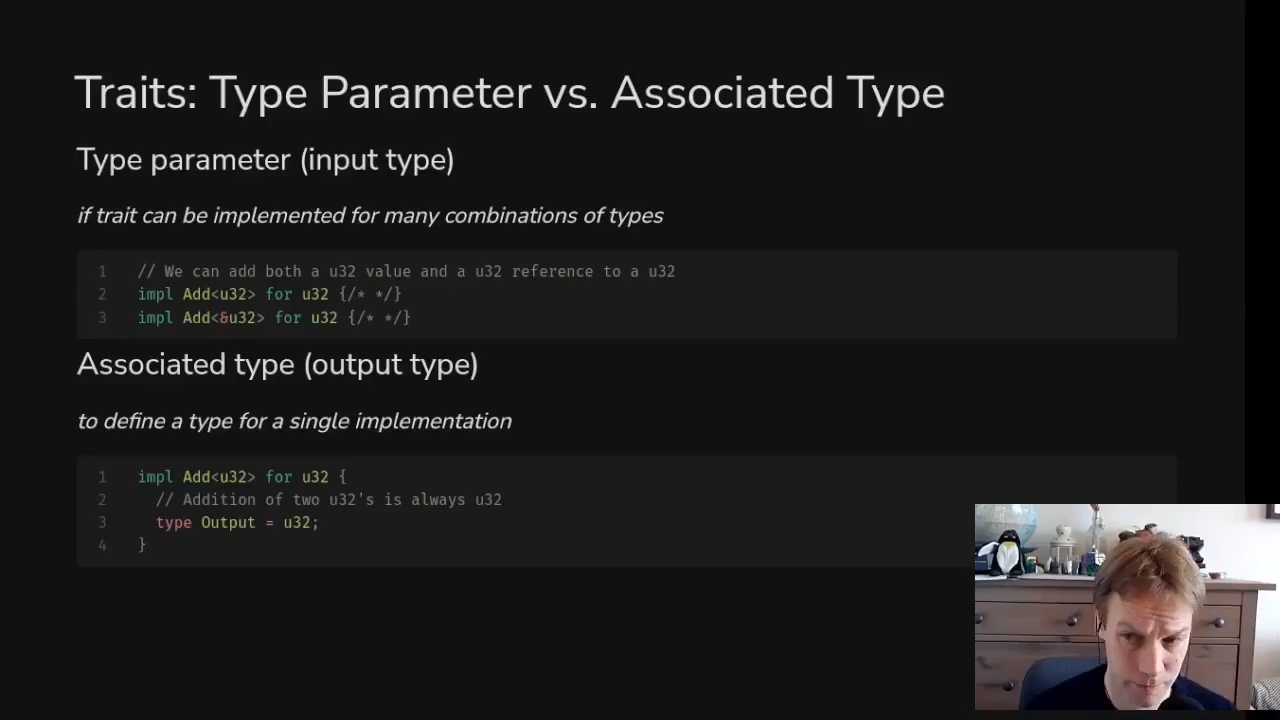 Traits: Type Parameter vs. Associated Type
Type parameter (input type)
if trait can be implemented for many combinations of types
1 // We can add both a u32 value and a u32 reference to a u32
2 impl Add<u32> for u32 {/* */}
3 impl Add<&u32> for u32 {/* */}
Associated type (output type)
to define a type for a single implementation
1 impl Add<u32> for u32 {
2 // Addition of two u32's is always u32
3 type Output = u32;
4 }